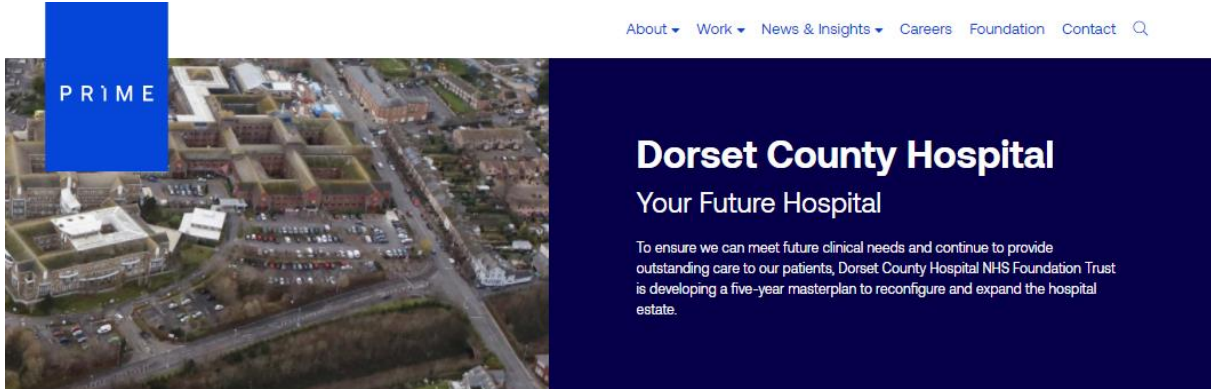 About Work News & Insights Careers Foundation Contact
PRIME
Dorset County Hospital
Your Future Hospital
To ensure we can meet future clinical needs and continue to provide
outstanding care to our patients, Dorset County Hospital NHS Foundation Trust
is developing a five-year masterplan to reconfigure and expand the hospital
estate.